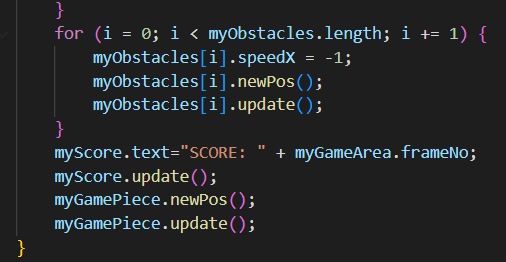 }
for (i = 0; i < myObstacles.length; i += 1) {
myObstacles[i].speedX = -1;
myObstacles[i].newPos();
myObstacles[i].update();
}
myScore.text="SCORE: " + myGameArea.frameNo;
myScore.update();
myGamePiece.newPos();
myGamePiece.update();
}